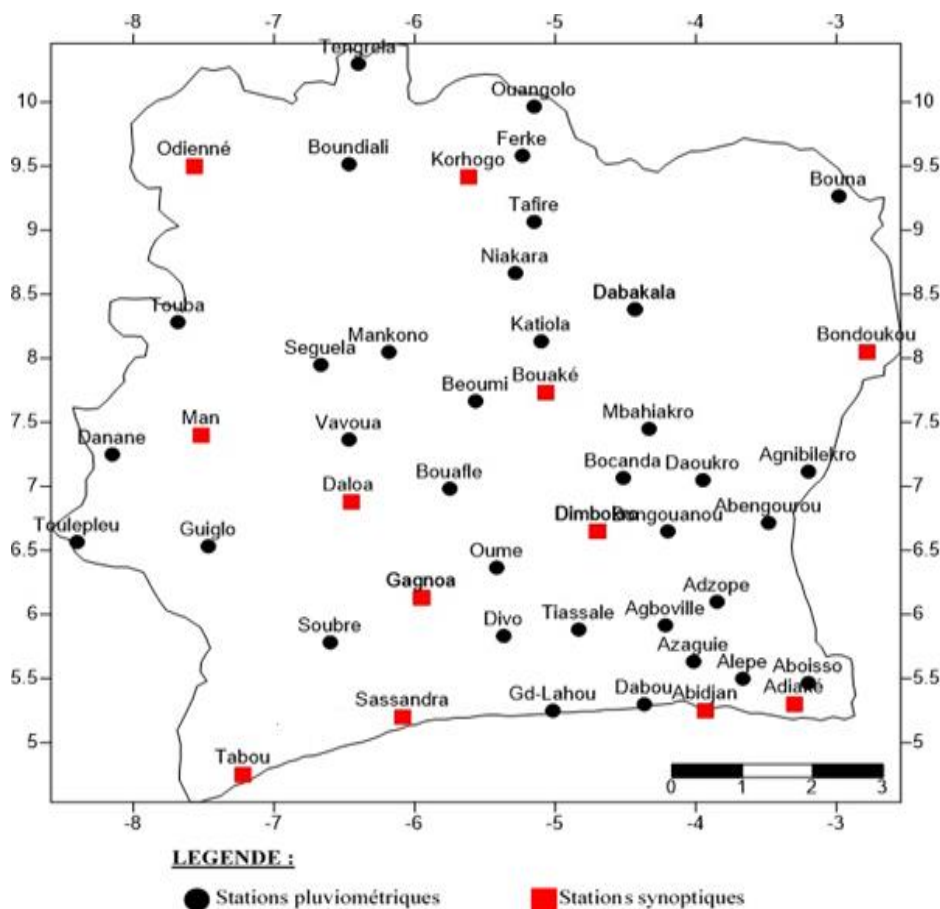 -8 -7 -6 -5 -4 -3
Tengrela
10 10
Ouangolo
Odienné Boundiali Korhogo Ferke
9.5 9.5
Bouna
Tafire
9 9
Niakara
8.5 8.5
Dabakala
Touba
Katiola
Bondoukou
Mankono
8 8
Seguela
Bouaké
Beoumi
Mbahiakro
7.5 7.5
Man
Vavoua
Danane
Agnibilekro
Bocanda Daoukro
Bouafle
7 7
Daloa
Abengourou
Dimbokro Bongouanou
Toulepleu Guiglo
6.5 6.5
Oume
Gagnoa
Adzope
6 6
Soubre Divo Tiassale Agboville
Azaguie
Alepe Aboisso
5.5 5.5
Sassandra Gd-Lahou Dabou Abidjan Adiaké
5 5
Tabou
0 1 2 3
-8 -7 -6 -5 -4 -3
LEGENDE :
Stations pluviométriques Stations synoptiques